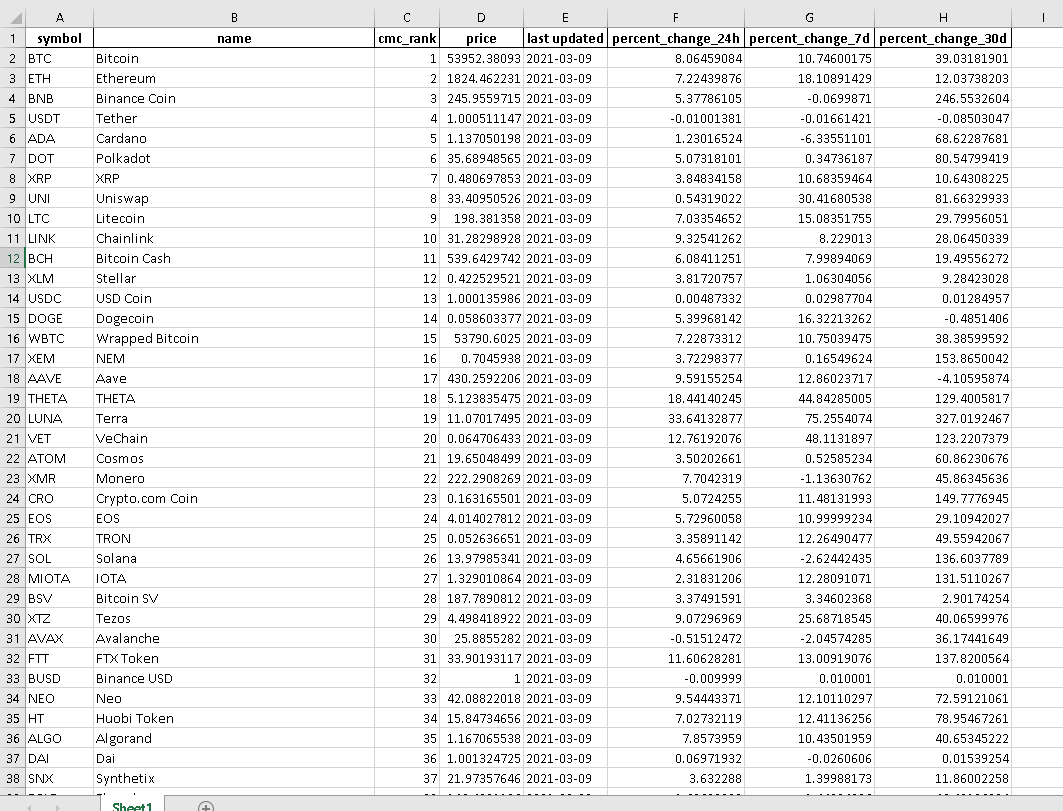 A B C D E F G H I
1 symbol name cmc_rank price last updated percent_change_24h percent_change_7d percent_change_30d
2 BTC Bitcoin 1 53952.38093 2021-03-09 8.06459084 10.74600175 39.03181901
3 ETH Ethereum 2 1824.462231 2021-03-09 7.22439876 18.10891429 12.03738203
4 BNB Binance Coin 3 245.9559715 2021-03-09 5.37786105 -0.0699871 246.5532604
5 USDT Tether 4 1.000511147 2021-03-09 -0.01001381 -0.01661421 -0.08503047
6 ADA Cardano 5 1.137050198 2021-03-09 1.23016524 -6.33551101 68.62287681
7 DOT Polkadot 6 35.68948565 2021-03-09 5.07318101 0.34736187 80.54799419
8 XRP XRP 7 0.480697853 2021-03-09 3.84834158 10.68359464 10.64308225
9 UNI Uniswap 8 33.40950526 2021-03-09 0.54319022 30.41680538 81.66329933
10 LTC Litecoin 9 198.381358 2021-03-09 7.03354652 15.08351755 29.79956051
11 LINK Chainlink 10 31.28298928 2021-03-09 9.32541262 8.229013 28.06450339
12 BCH Bitcoin Cash 11 539.6429742 2021-03-09 6.08411251 7.99894069 19.49556272
13 XLM Stellar 12 0.422529521 2021-03-09 3.81720757 1.06304056 9.28423028
14 USDC USD Coin 13 1.000135986 2021-03-09 0.00487332 0.02987704 0.01284957
15 DOGE Dogecoin 14 0.058603377 2021-03-09 5.39968142 16.32213262 -0.4851406
16 WBTC Wrapped Bitcoin 15 53790.6025 2021-03-09 7.22873312 10.75039475 38.38599592
17 XEM NEM 16 0.7045938 2021-03-09 3.72298377 0.16549624 153.8650042
18 AAVE Aave 17 430.2592206 2021-03-09 9.59155254 12.86023717 -4.10595874
19 THETA THETA 18 5.123835475 2021-03-09 18.44140245 44.84285005 129.4005817
20 LUNA Terra 19 11.07017495 2021-03-09 33.64132877 75.2554074 327.0192467
21 VET VeChain 20 0.064706433 2021-03-09 12.76192076 48.1131897 123.2207379
22 ATOM Cosmos 21 19.65048499 2021-03-09 3.50202661 0.52585234 60.86230676
23 XMR Monero 22 222.2908269 2021-03-09 7.7042319 -1.13630762 45.86345636
24 CRO Crypto.com Coin 23 0.163165501 2021-03-09 5.0724255 11.48131993 149.7776945
25 EOS EOS 24 4.014027812 2021-03-09 5.72960058 10.99999234 29.10942027
26 TRX TRON 25 0.052636651 2021-03-09 3.35891142 12.26490477 49.55942067
27 SOL Solana 26 13.97985341 2021-03-09 4.65661906 -2.62442435 136.6037789
28 MIOTA IOTA 27 1.329010864 2021-03-09 2.31831206 12.28091071 131.5110267
29 BSV Bitcoin SV 28 187.7890812 2021-03-09 3.37491591 3.34602368 2.90174254
30 XTZ Tezos 29 4.498418922 2021-03-09 9.07296969 25.68718545 40.06599976
31 AVAX Avalanche 30 25.8855282 2021-03-09 -0.51512472 -2.04574285 36.17441649
32 FTT FTX Token 31 33.90193117 2021-03-09 11.60628281 13.00919076 137.8200564
33 BUSD Binance USD 32 1 2021-03-09 -0.009999 0.010001 0.010001
34 NEO Neo 33 42.08822018 2021-03-09 9.54443371 12.10110297 72.59121061
35 HT Huobi Token 34 15.84734656 2021-03-09 7.02732119 12.41136256 78.95467261
36 ALGO Algorand 35 1.167065538 2021-03-09 7.8573959 10.43501959 40.65345222
37 DAI Dai 36 1.001324725 2021-03-09 0.06971932 -0.0260606 0.01539254
38 SNX Synthetix 37 21.97357646 2021-03-09 3.632288 1.39988173 11.86002258
Sheet1